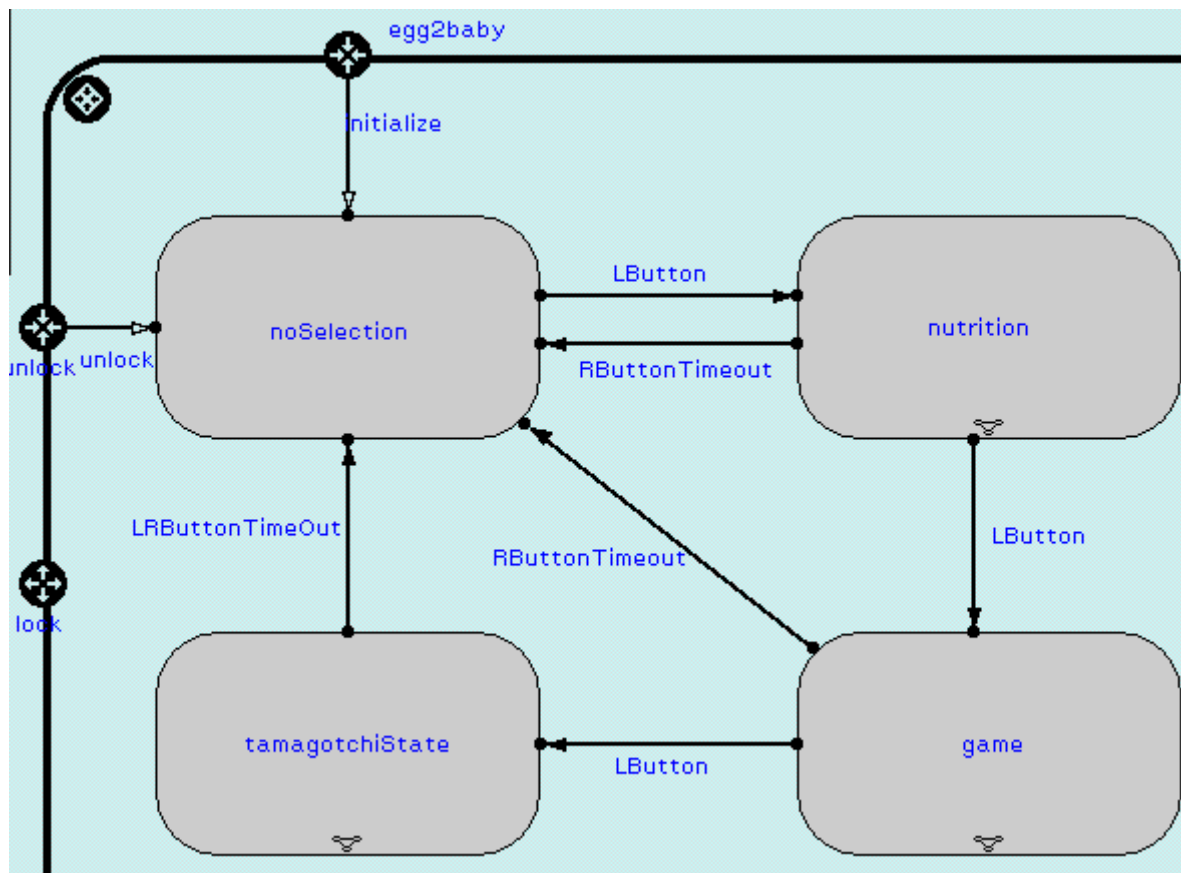 egg2baby
initialize
LButton
noSelection
nutrition
unlock
unlock
RButtonTimeout
LRButtonTimeOut
RButtonTimeout
LButton
lock
tamagotchiState
game
LButton